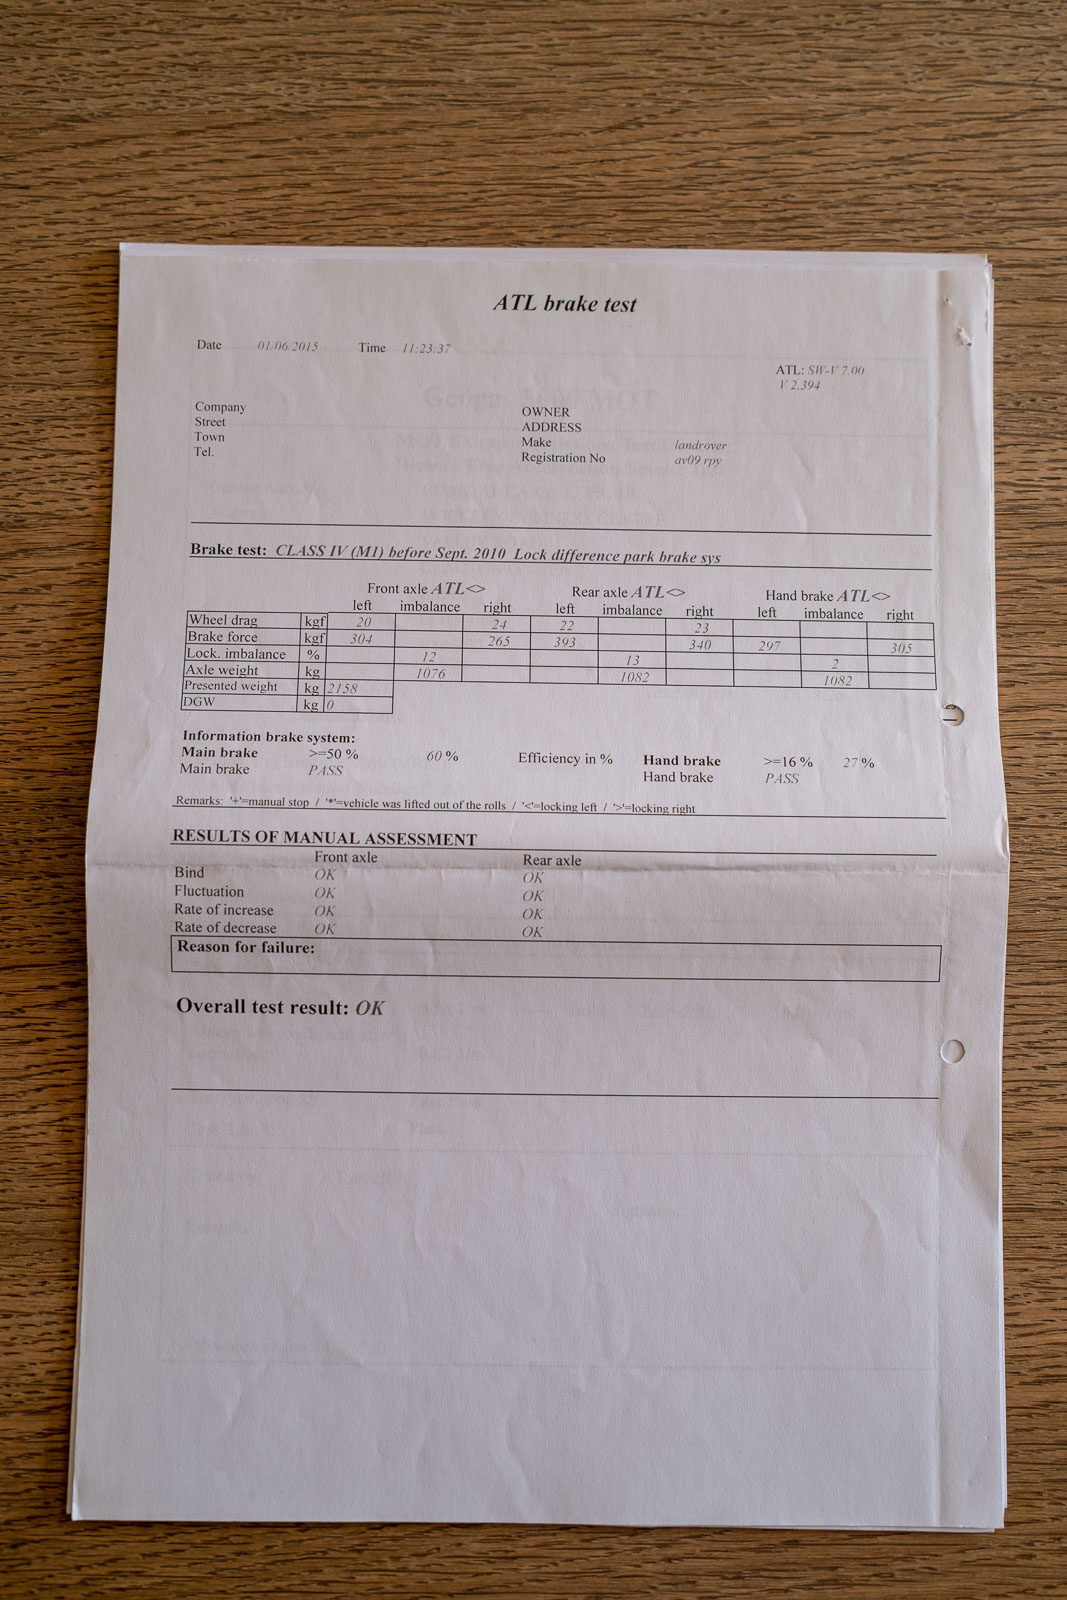 ATL brake test
Date 01/06/2015 Time 11:23:37
ATL: SW-V 7.00
V 2.394
Company
Street
Town
Tel.
OWNER
ADDRESS
Make landrover
Registration No av09 rpy
Brake test: CLASS IV (M1) before Sept. 2010 Lock difference park brake sys
Front axle ATL<> Rear axle ATL<> Hand brake ATL<>
left imbalance right left imbalance right left imbalance right
Wheel drag kgf 20 24 22 23
Brake force kgf 304 265 393 340 297 305
Lock. imbalance % 12 13 2
Axle weight kg 1076 1082 1082
Presented weight kg 2158
DGW kg 0
Information brake system:
Main brake >=50 % 60 % Efficiency in % Hand brake >=16 % 27 %
Main brake PASS Hand brake PASS
Remarks: '+'=manual stop / '*'=vehicle was lifted out of the rolls / '<'=locking left / '>'=locking right
RESULTS OF MANUAL ASSESSMENT
Front axle Rear axle
Bind OK OK
Fluctuation OK OK
Rate of increase OK OK
Rate of decrease OK OK
Reason for failure:
Overall test result: OK